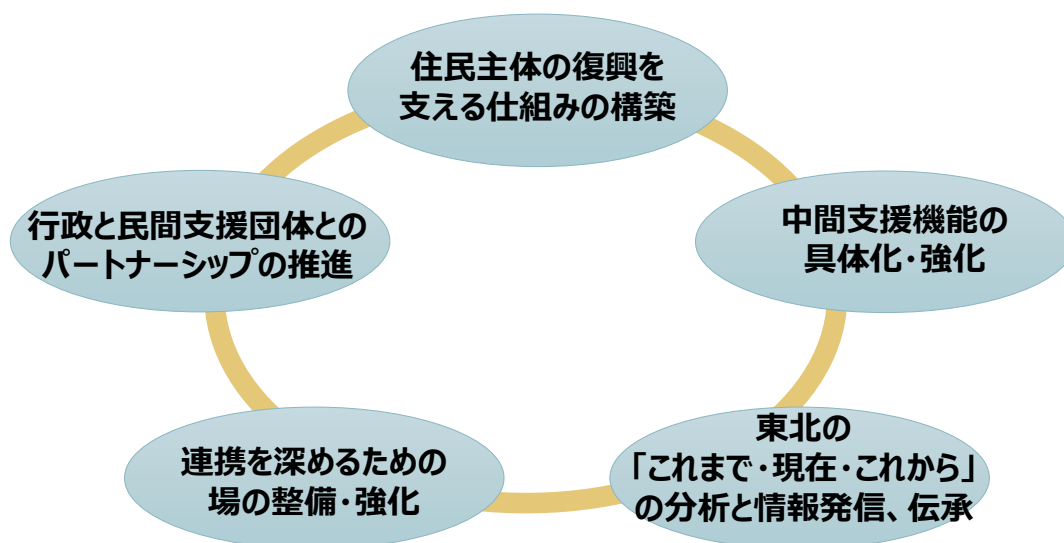 住民主体の復興を
支える仕組みの構築
行政と民間支援団体との
パートナーシップの推進
中間支援機能の
具体化・強化
連携を深めるための
場の整備・強化
東北の
「これまで・現在・これから」
の分析と情報発信、伝承